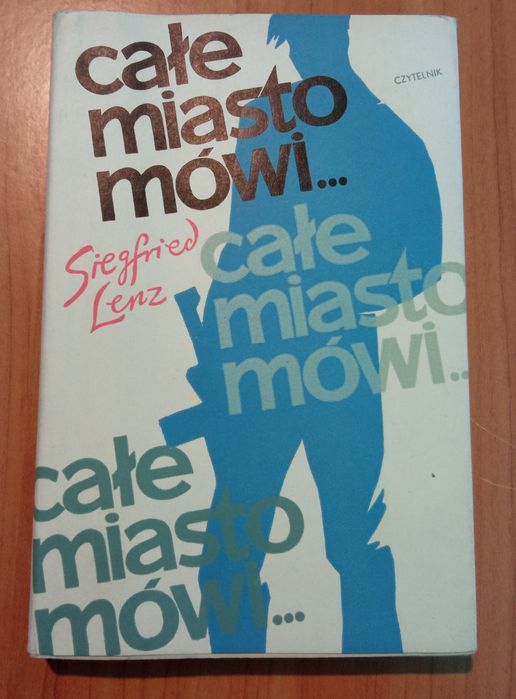 całe
miasto
mówi...
CZYTELNIK
Siegfried
Lenz
całe
miasto
mówi...
całe
miasto
mówi...